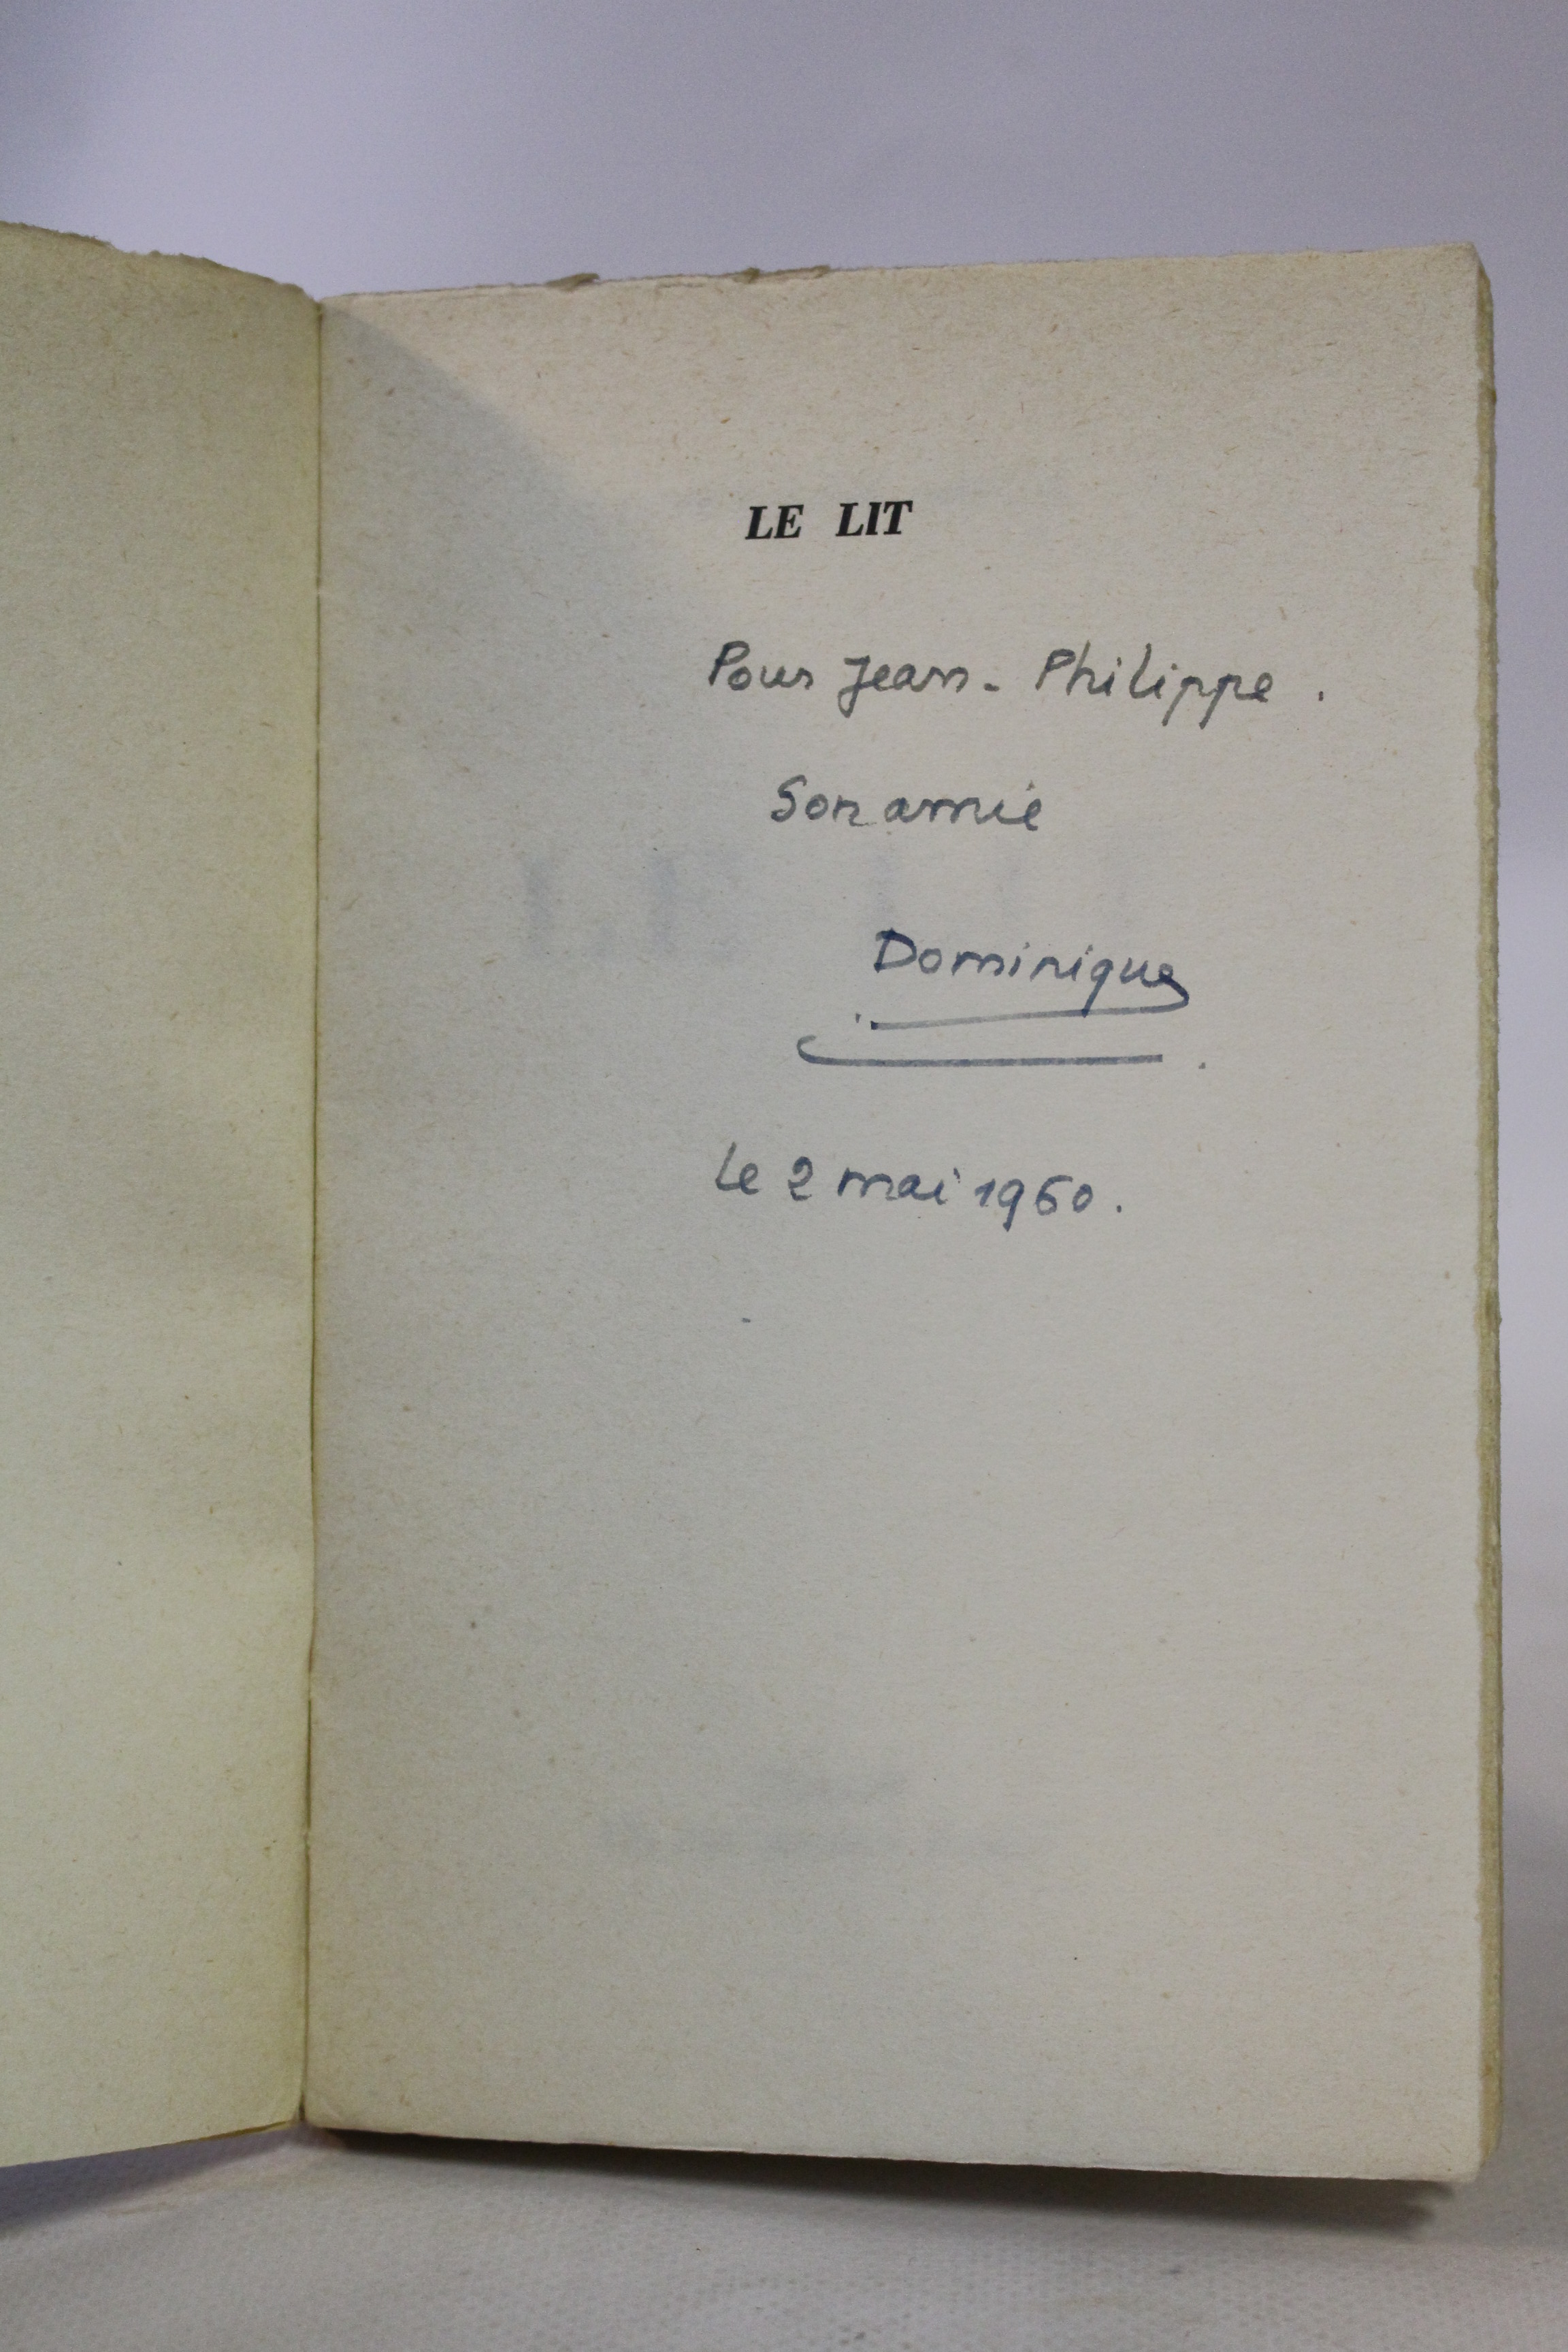 LE LIT
Pour Jean-Philippe.
Son amie
Dominique
Le 2 mai 1960.